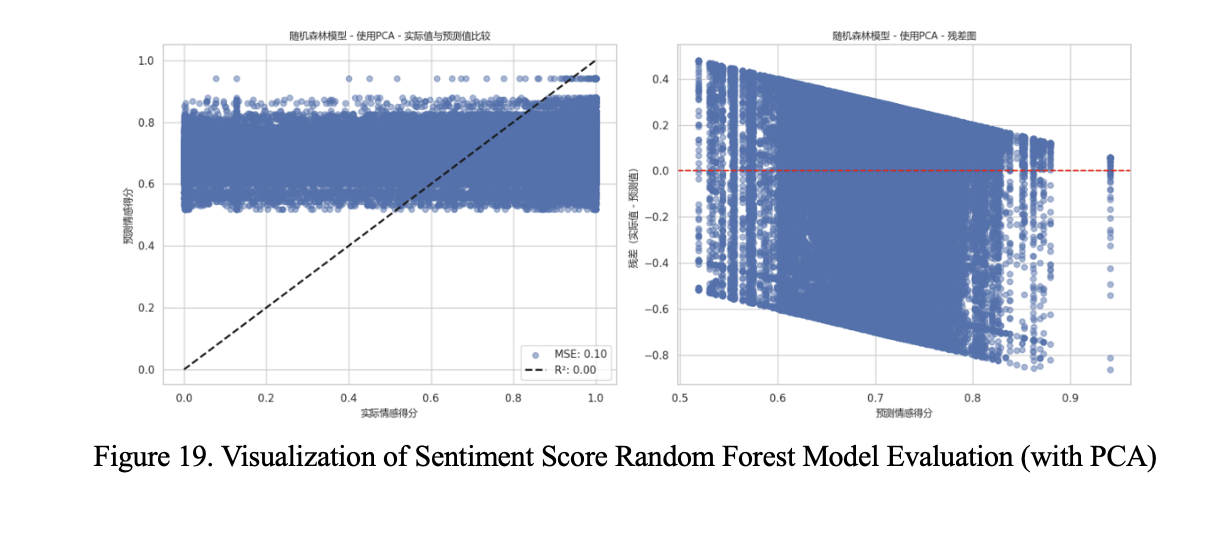 随机森林模型 - 使用PCA - 实际值与预测值比较
1.0
0.8
0.6
0.4
0.2
0.0
预测情感得分
0.0 0.2 0.4 0.6 0.8 1.0
实际情感得分
MSE: 0.10
R²: 0.00
随机森林模型 - 使用PCA - 残差图
0.4
0.2
0.0
−0.2
−0.4
−0.6
−0.8
残差（实际值 - 预测值）
0.5 0.6 0.7 0.8 0.9
预测情感得分
Figure 19. Visualization of Sentiment Score Random Forest Model Evaluation (with PCA)